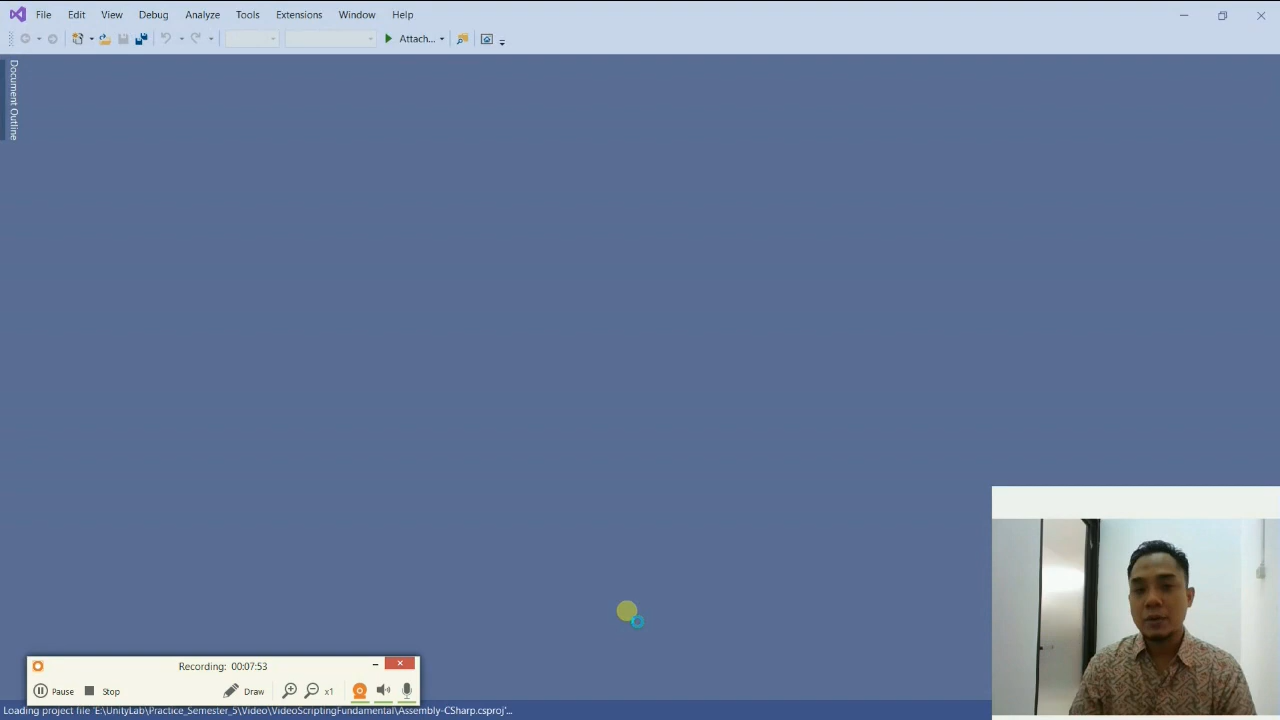 File Edit View Debug Tools Analyze Extensions Window Help
Attach...
Document Outline
Recording: 00:07:53
Pause Stop Draw x1
Loading project file 'E:\UnityLab\Practice_Semester_5\Video\VideoScriptingFundamental\Assembly-CSharp.csproj'...